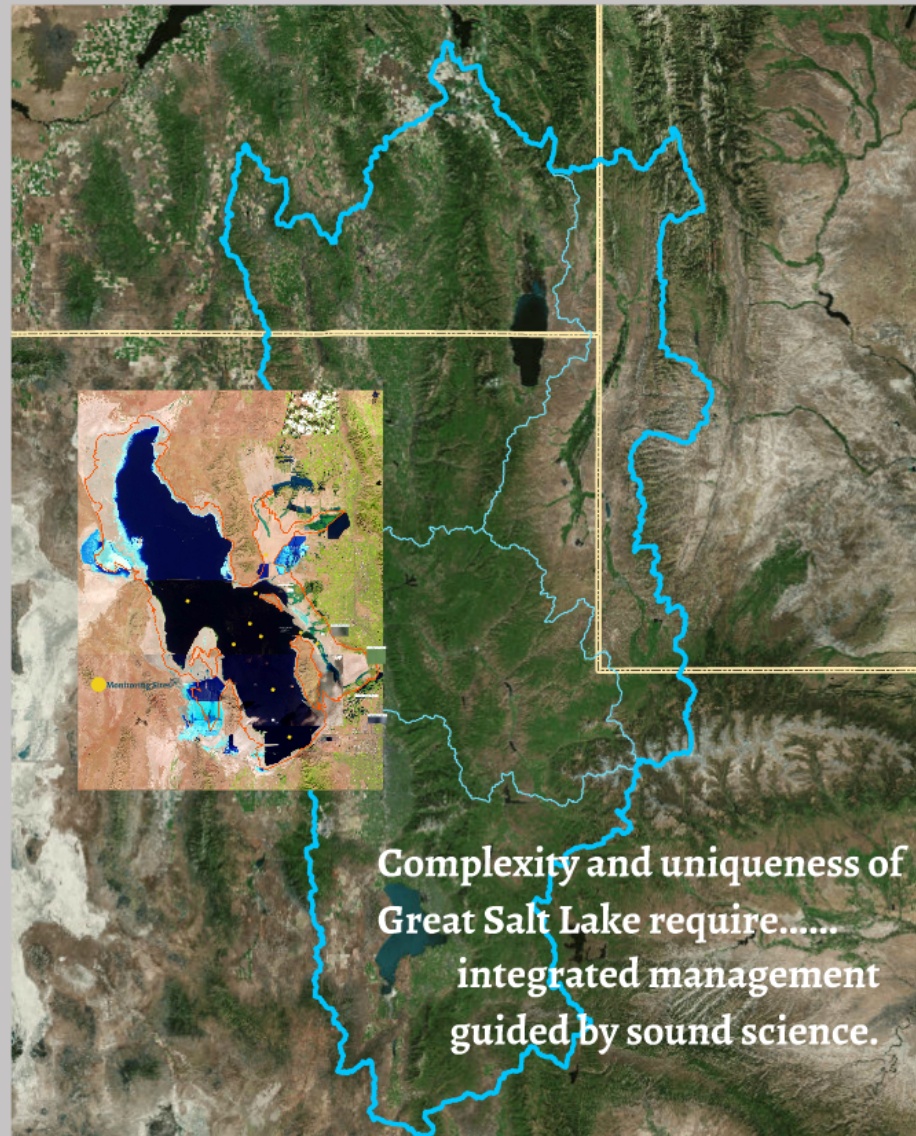 Monitoring Sites
Complexity and uniqueness of
Great Salt Lake require......
integrated management
guided by sound science.